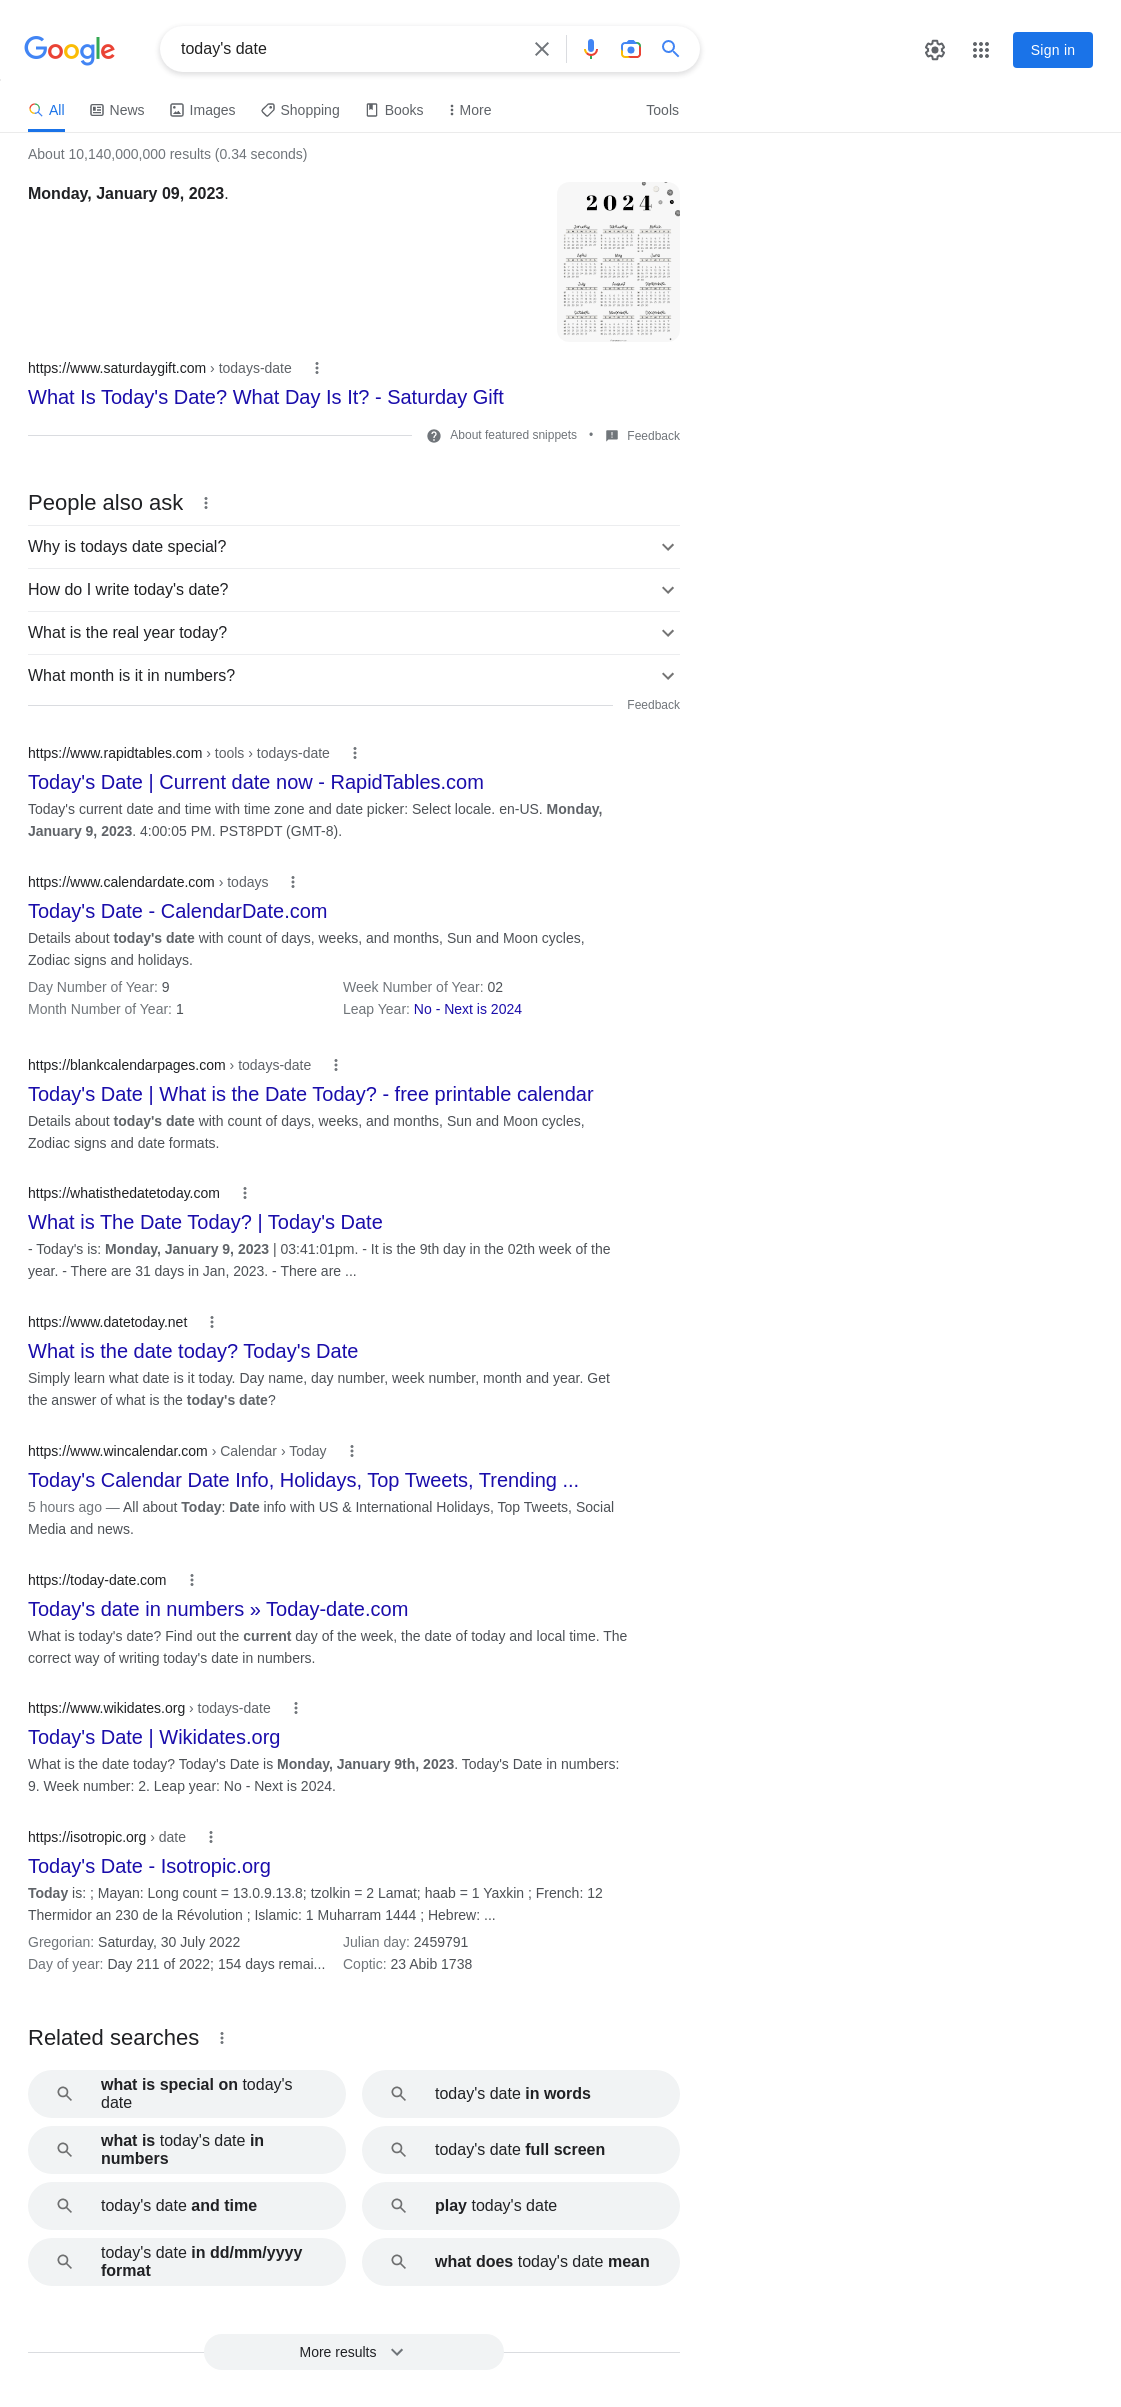 Google
today's date
Sign in
All
News
Images
Shopping
Books
More
Tools
About 10,140,000,000 results (0.34 seconds)
Monday, January 09, 2023.
2024
https://www.saturdaygift.com › todays-date
What Is Today's Date? What Day Is It? - Saturday Gift
About featured snippets • Feedback
People also ask
Why is todays date special?
How do I write today's date?
What is the real year today?
What month is it in numbers?
Feedback
https://www.rapidtables.com › tools › todays-date
Today's Date | Current date now - RapidTables.com
Today's current date and time with time zone and date picker: Select locale. en-US. Monday,
January 9, 2023. 4:00:05 PM. PST8PDT (GMT-8).
https://www.calendardate.com › todays
Today's Date - CalendarDate.com
Details about today's date with count of days, weeks, and months, Sun and Moon cycles,
Zodiac signs and holidays.
Day Number of Year: 9
Week Number of Year: 02
Month Number of Year: 1
Leap Year: No - Next is 2024
https://blankcalendarpages.com › todays-date
Today's Date | What is the Date Today? - free printable calendar
Details about today's date with count of days, weeks, and months, Sun and Moon cycles,
Zodiac signs and date formats.
https://whatisthedatetoday.com
What is The Date Today? | Today's Date
- Today's is: Monday, January 9, 2023 | 03:41:01pm. - It is the 9th day in the 02th week of the
year. - There are 31 days in Jan, 2023. - There are ...
https://www.datetoday.net
What is the date today? Today's Date
Simply learn what date is it today. Day name, day number, week number, month and year. Get
the answer of what is the today's date?
https://www.wincalendar.com › Calendar › Today
Today's Calendar Date Info, Holidays, Top Tweets, Trending ...
5 hours ago — All about Today: Date info with US & International Holidays, Top Tweets, Social
Media and news.
https://today-date.com
Today's date in numbers » Today-date.com
What is today's date? Find out the current day of the week, the date of today and local time. The
correct way of writing today's date in numbers.
https://www.wikidates.org › todays-date
Today's Date | Wikidates.org
What is the date today? Today's Date is Monday, January 9th, 2023. Today's Date in numbers:
9. Week number: 2. Leap year: No - Next is 2024.
https://isotropic.org › date
Today's Date - Isotropic.org
Today is: ; Mayan: Long count = 13.0.9.13.8; tzolkin = 2 Lamat; haab = 1 Yaxkin ; French: 12
Thermidor an 230 de la Révolution ; Islamic: 1 Muharram 1444 ; Hebrew: ...
Gregorian: Saturday, 30 July 2022
Julian day: 2459791
Day of year: Day 211 of 2022; 154 days remai...
Coptic: 23 Abib 1738
Related searches
what is special on today's
date
today's date in words
what is today's date in
numbers
today's date full screen
today's date and time
play today's date
today's date in dd/mm/yyyy
format
what does today's date mean
More results